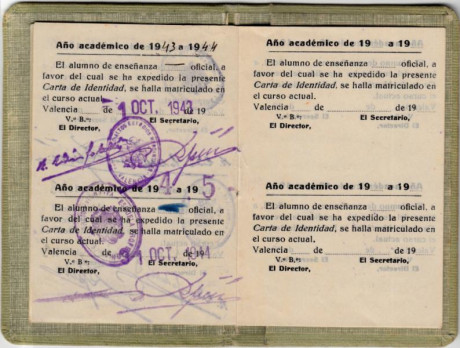 Año académico de 1943 a 1944
El alumno de enseñanza — oficial, a
favor del cual se ha expedido la presente
Carta de Identidad, se halla matriculado en
el curso actual.
Valencia 1 OCT. 1943 de 19
V.º B.º: El Secretario,
El Director,
Año académico de 194 a 195
El alumno de enseñanza oficial, a
favor del cual se ha expedido la presente
Carta de Identidad, se halla matriculado en
el curso actual.
Valencia de OCT. 1944 de 19
V.º B.º: El Secretario,
El Director,
Año académico de 19 a 19
El alumno de enseñanza oficial, a
favor del cual se ha expedido la presente
Carta de Identidad, se halla matriculado en
el curso actual.
Valencia de de 19
V.º B.º: El Secretario,
El Director,
Año académico de 19 a 19
El alumno de enseñanza oficial, a
favor del cual se ha expedido la presente
Carta de Identidad, se halla matriculado en
el curso actual.
Valencia de de 19
V.º B.º: El Secretario,
El Director,